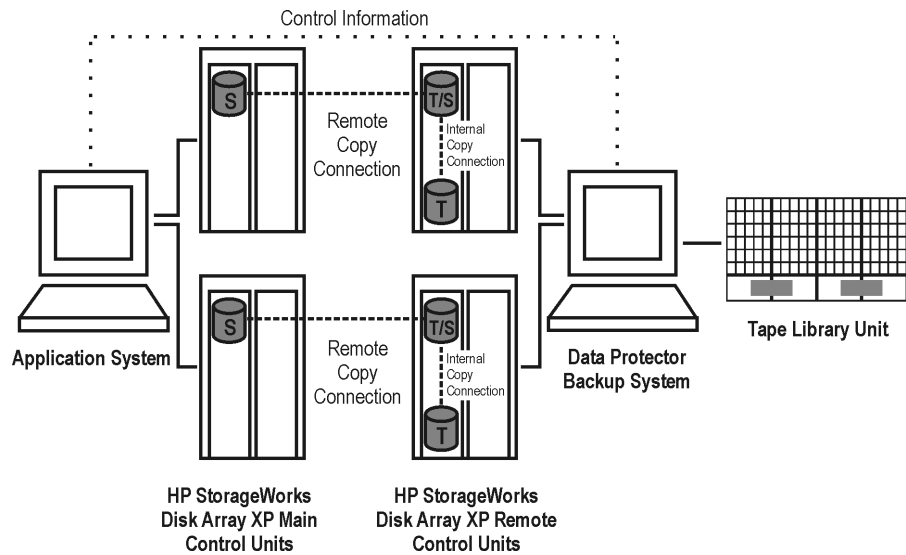 Control Information
S
T/S
Remote
Copy
Connection
Internal
Copy
Connection
T
S
T/S
Remote
Copy
Connection
Internal
Copy
Connection
T
Application System
Data Protector
Backup System
Tape Library Unit
HP StorageWorks
Disk Array XP Main
Control Units
HP StorageWorks
Disk Array XP Remote
Control Units